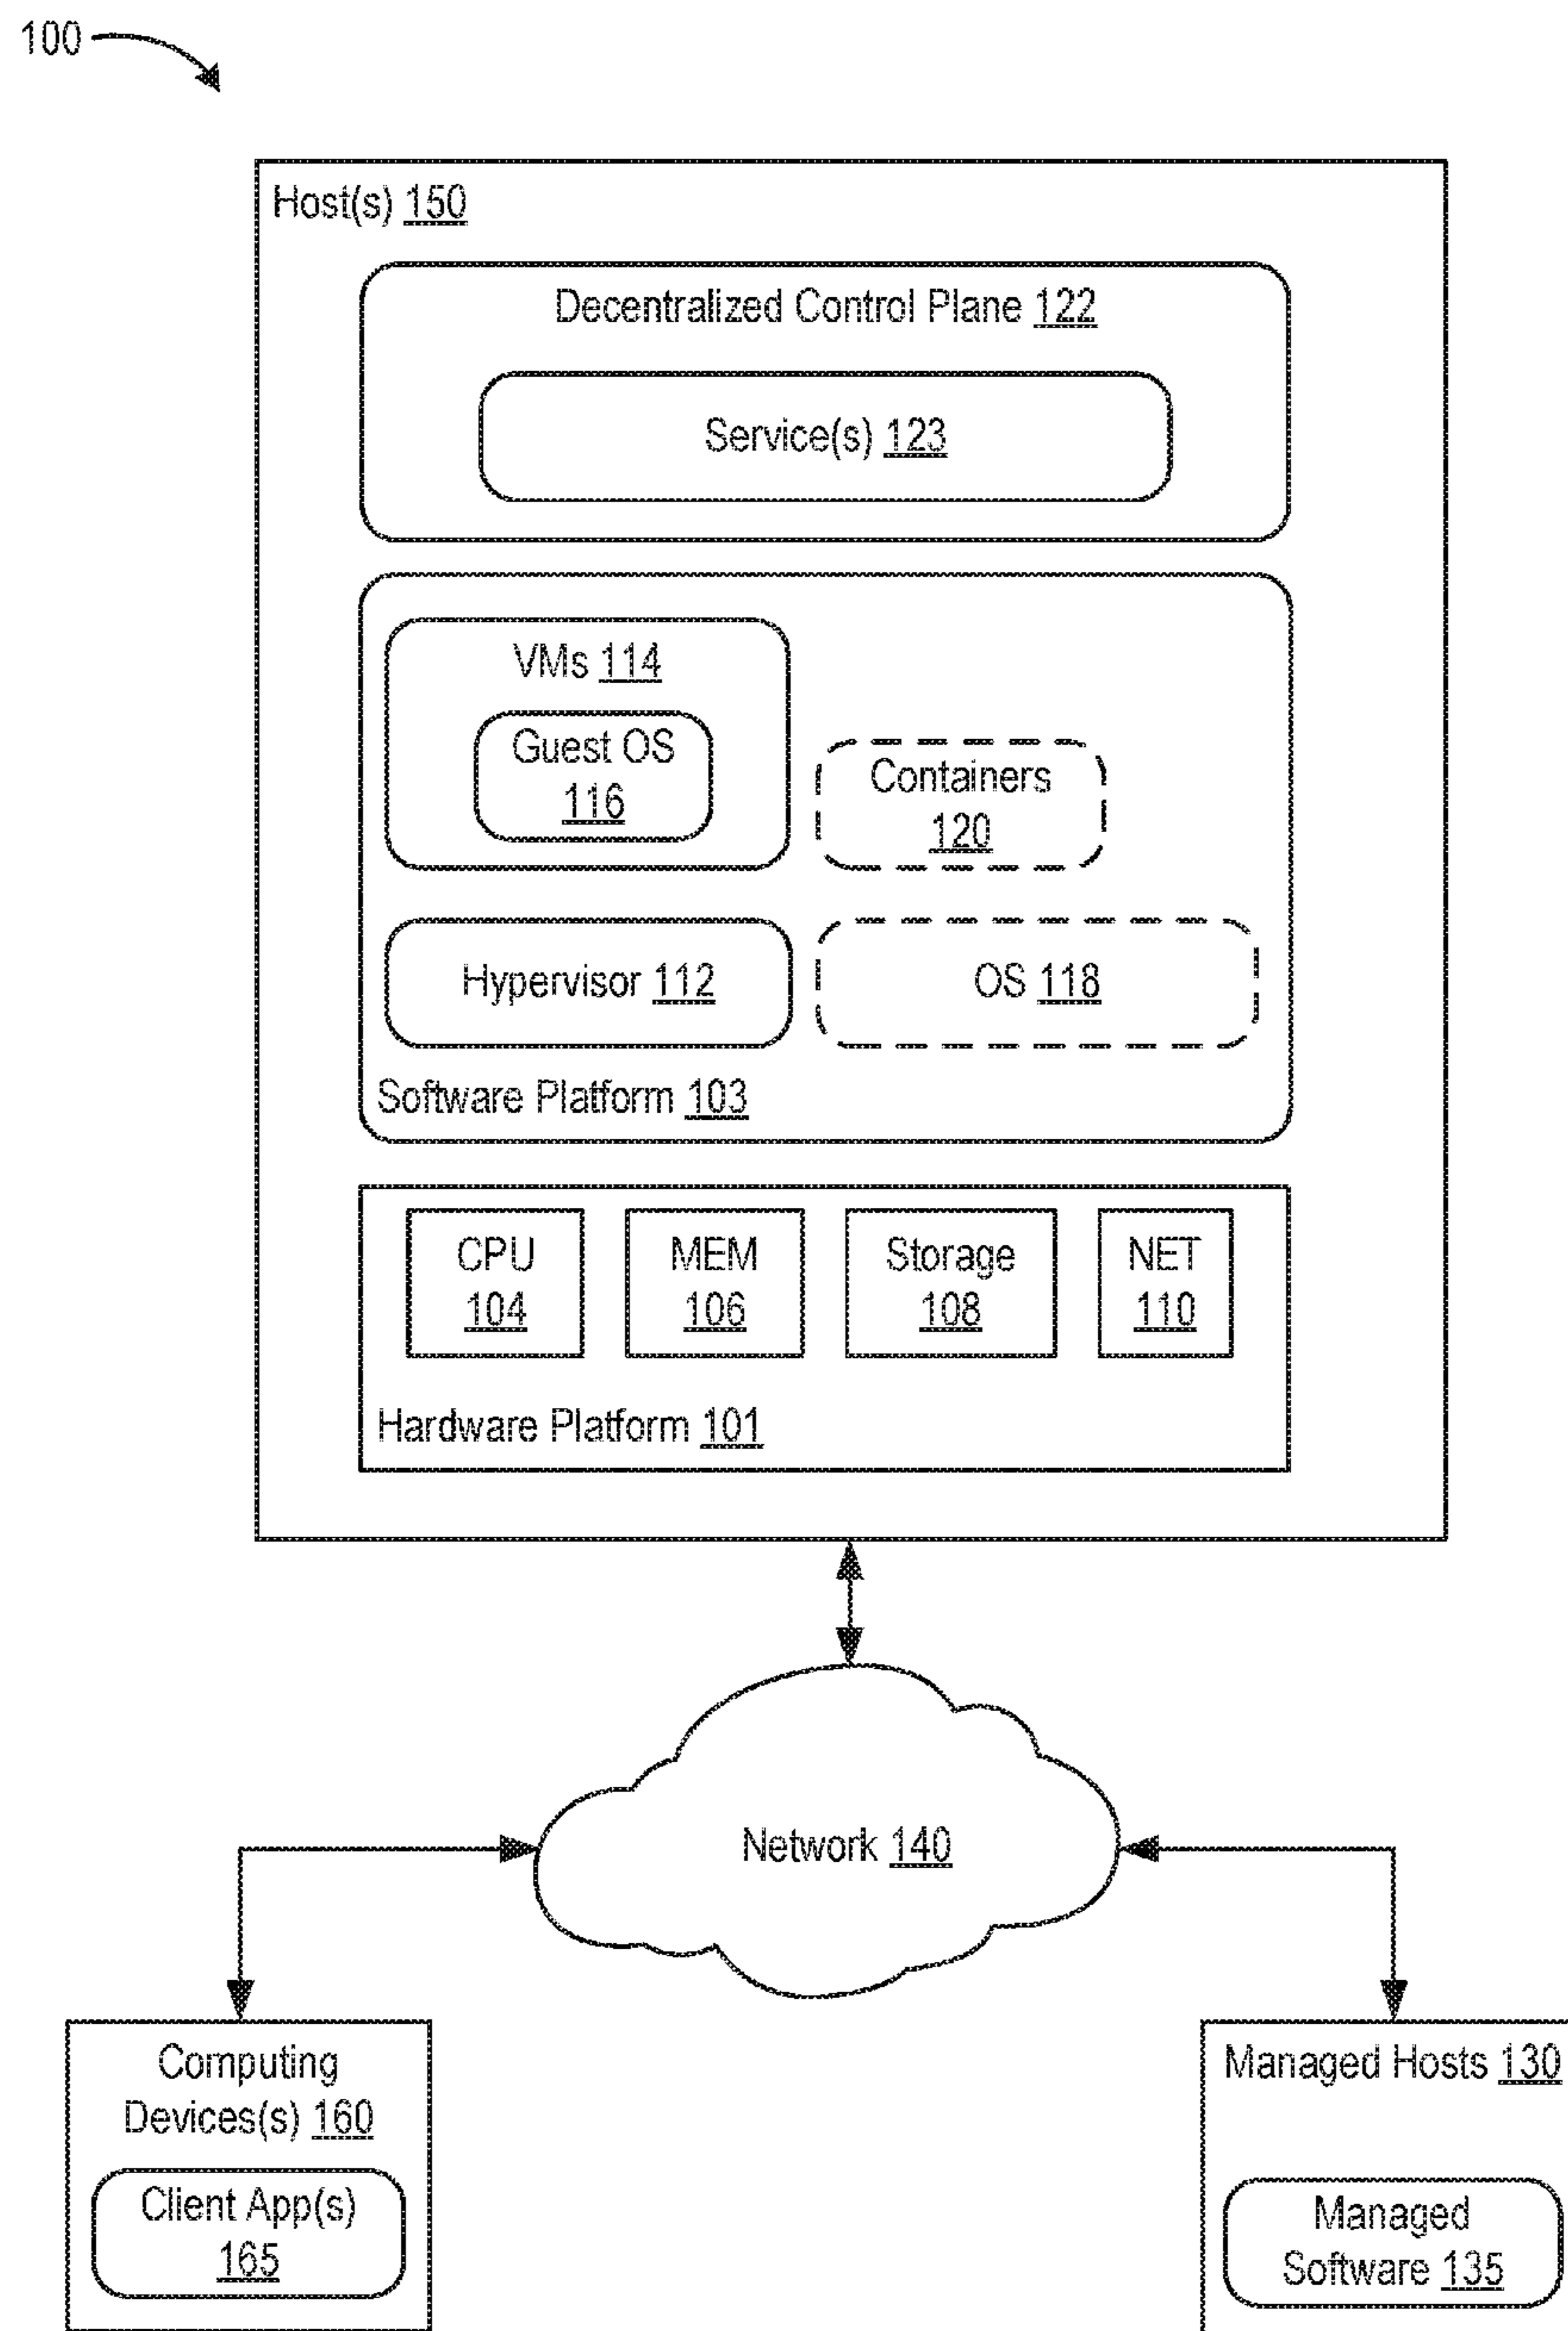 100
Host(s) 150
Decentralized Control Plane 122
Service(s) 123
VMs 114
Guest OS
116
Containers
120
Hypervisor 112
OS 118
Software Platform 103
CPU
104
MEM
106
Storage
108
NET
110
Hardware Platform 101
Network 140
Computing
Devices(s) 160
Client App(s)
165
Managed Hosts 130
Managed
Software 135